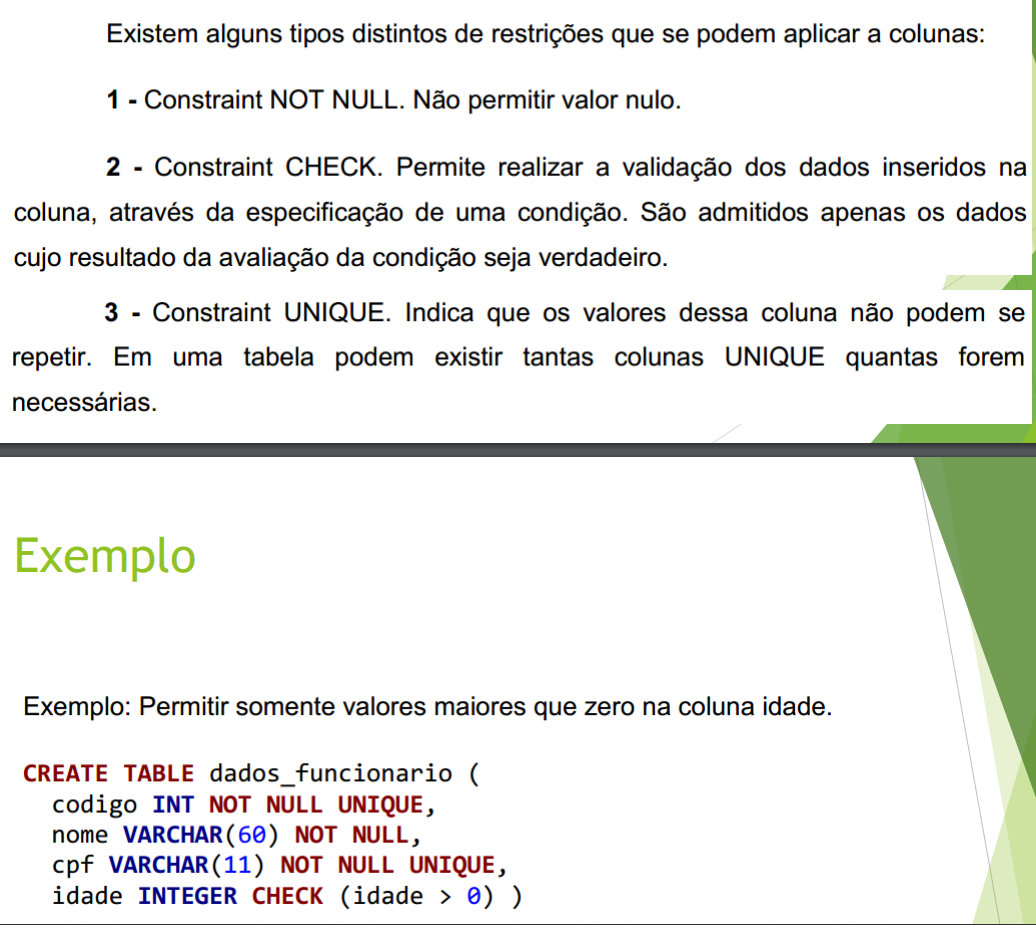 Existem alguns tipos distintos de restrições que se podem aplicar a colunas:
1 - Constraint NOT NULL. Não permitir valor nulo.
2 - Constraint CHECK. Permite realizar a validação dos dados inseridos na
coluna, através da especificação de uma condição. São admitidos apenas os dados
cujo resultado da avaliação da condição seja verdadeiro.
3 - Constraint UNIQUE. Indica que os valores dessa coluna não podem se
repetir. Em uma tabela podem existir tantas colunas UNIQUE quantas forem
necessárias.
Exemplo
Exemplo: Permitir somente valores maiores que zero na coluna idade.
CREATE TABLE dados_funcionario (
codigo INT NOT NULL UNIQUE,
nome VARCHAR(60) NOT NULL,
cpf VARCHAR(11) NOT NULL UNIQUE,
idade INTEGER CHECK (idade > 0) )